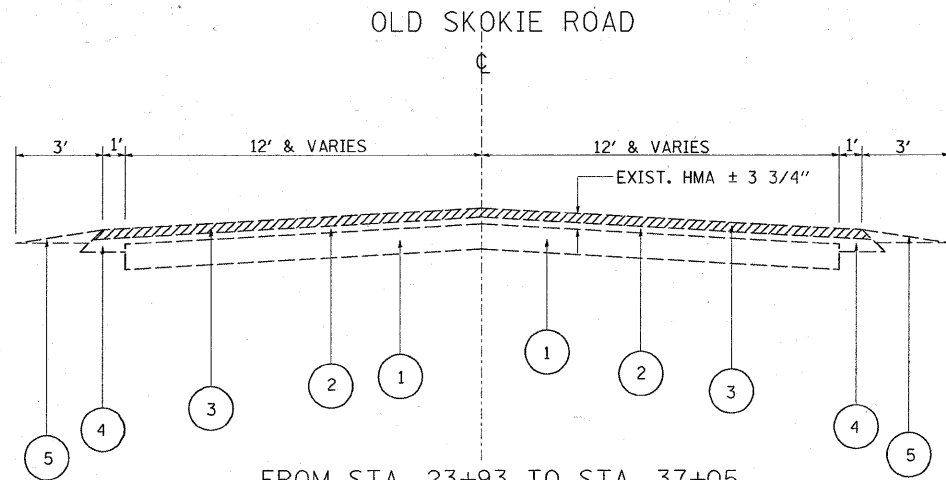 OLD SKOKIE ROAD
℄
3' 1' 12' & VARIES 12' & VARIES 1' 3'
EXIST. HMA ± 3 3/4"
1 1
2 2
3 3
4 4
5 5
FROM STA. 23+93 TO STA. 37+05